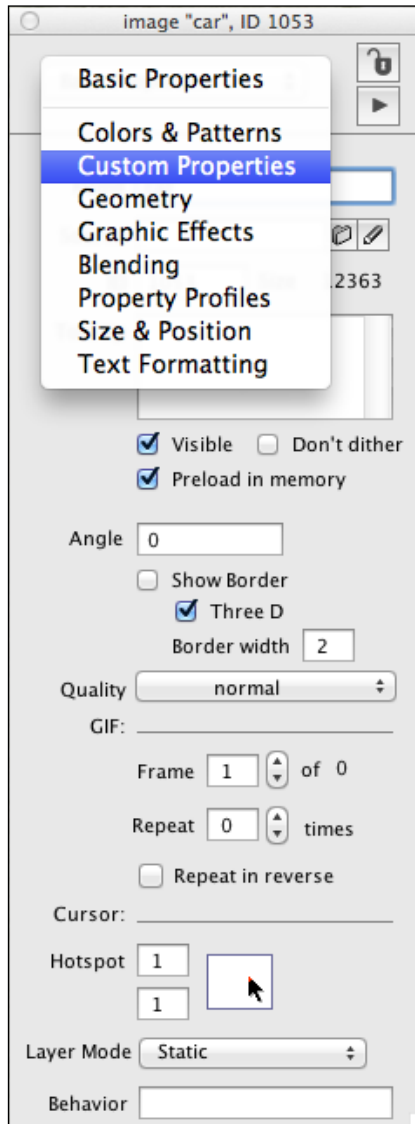 image "car", ID 1053
Basic Properties
Colors & Patterns
Custom Properties
Geometry
Graphic Effects
Blending
2363
Property Profiles
Size & Position
Text Formatting
Visible Don't dither
Preload in memory
Angle 0
Show Border
Three D
Border width 2
Quality normal
GIF:
Frame 1 of 0
Repeat 0 times
Repeat in reverse
Cursor:
Hotspot 1
1
Layer Mode Static
Behavior